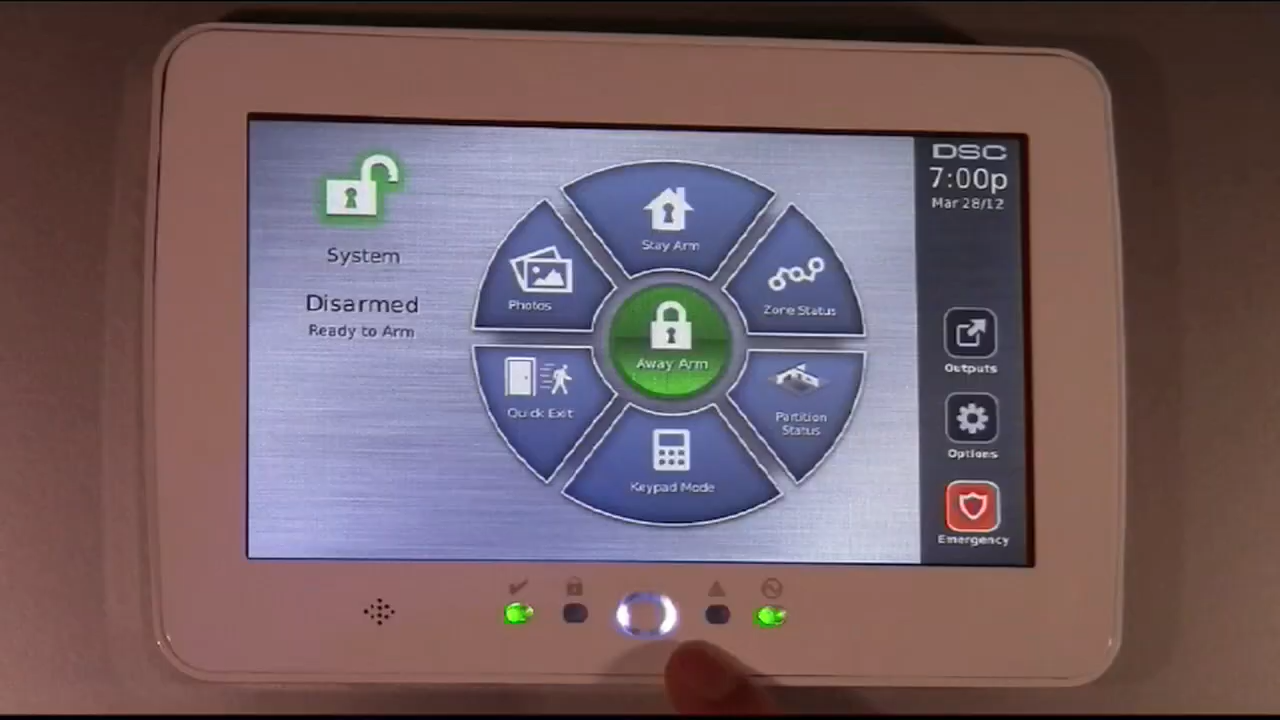 System
Disarmed
Ready to Arm
Stay Arm
Photos
Zone Status
Away Arm
Quick Exit
Partition
Status
Keypad Mode
DSC
7:00p
Mar 28/12
Outputs
Options
Emergency